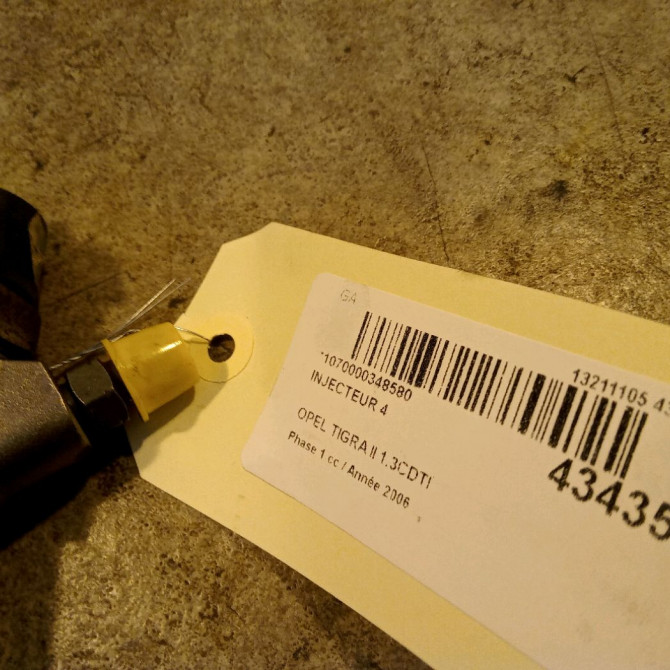 GA
*1070000348580
13211105 43
INJECTEUR 4
43435
OPEL TIGRA II 1.3CDTI
Phase 1 cc / Année 2006